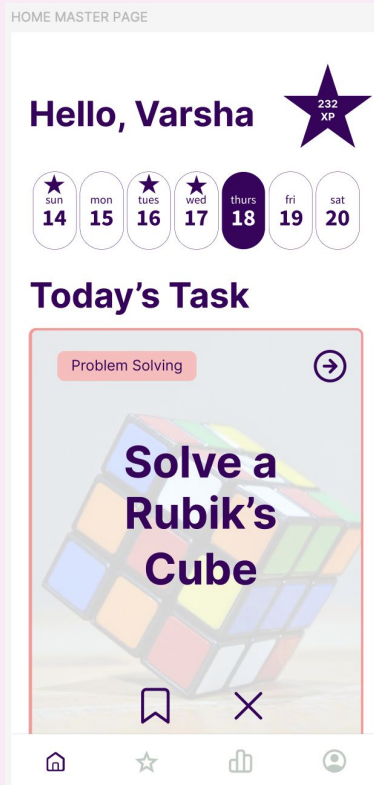 HOME MASTER PAGE
Hello, Varsha
232
XP
sun mon tues wed thurs fri sat
14 15 16 17 18 19 20
Today's Task
Problem Solving
Solve a
Rubik's
Cube